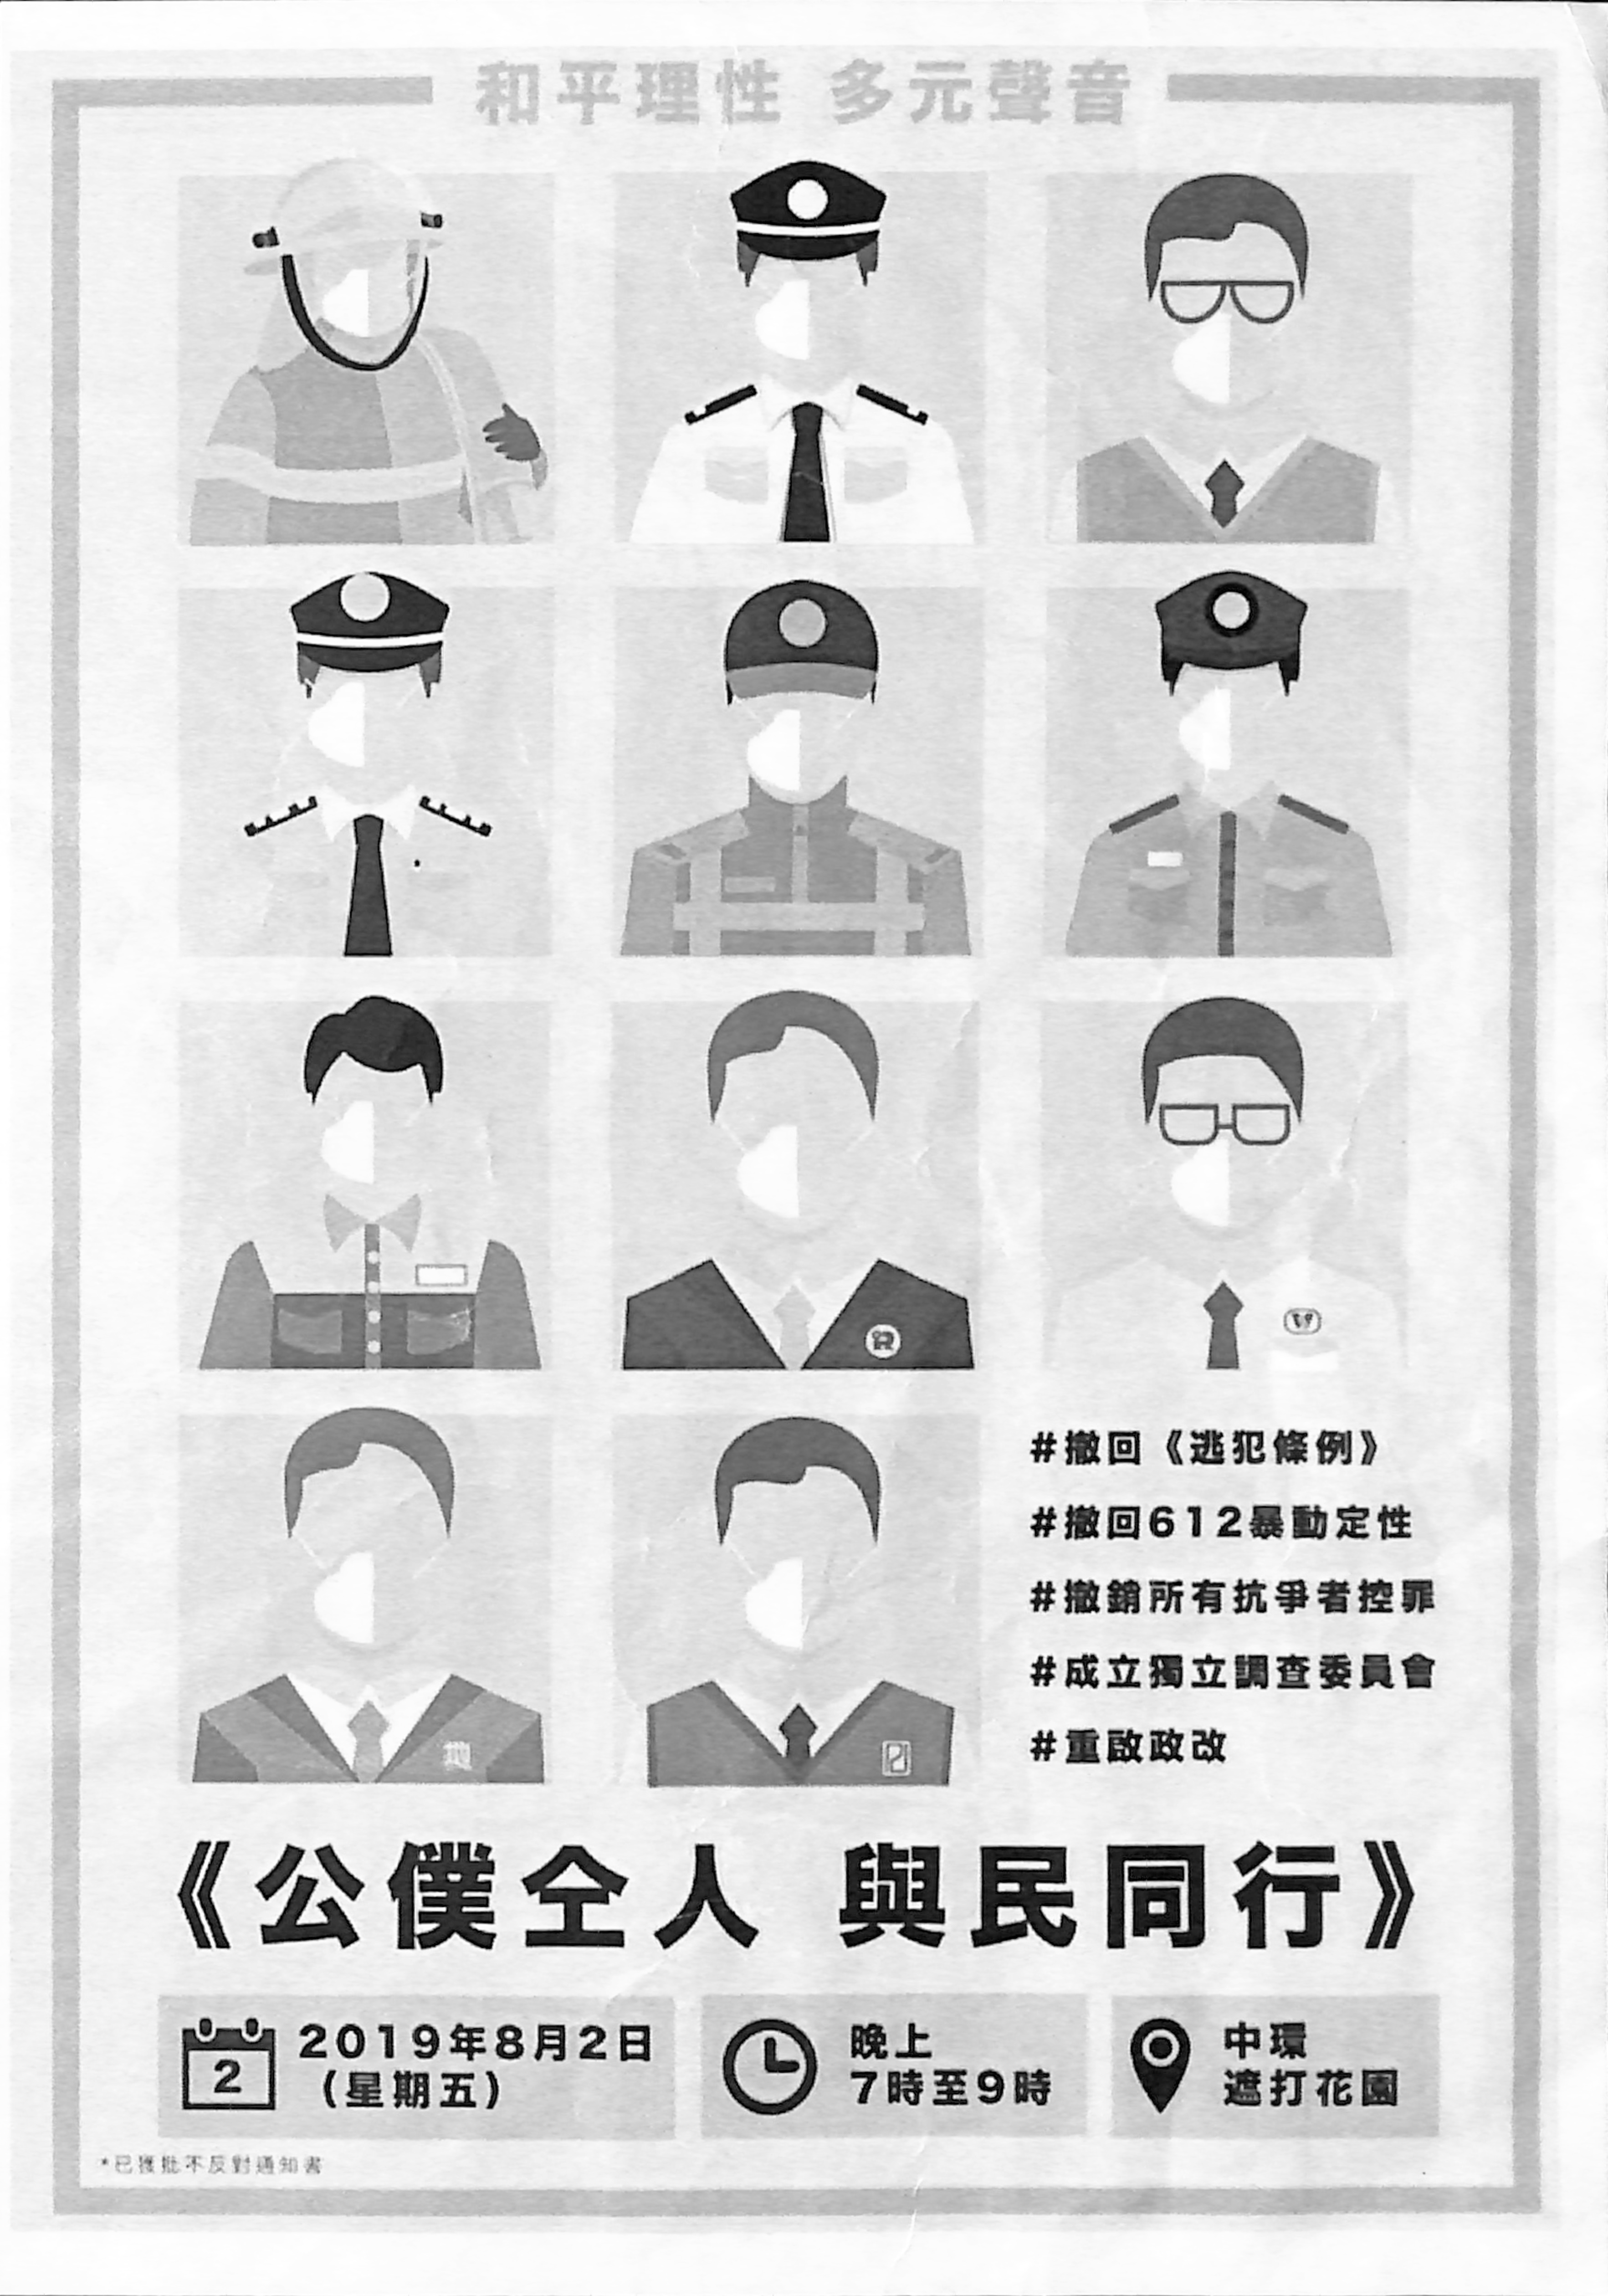 和平理性 多元聲音
地
#撤回《逃犯條例》
#撤回612暴動定性
#撤銷所有抗爭者控罪
#成立獨立調查委員會
#重啟政改
《公僕仝人 與民同行》
2
2019年8月2日
(星期五)
晚上
7時至9時
中環
遮打花園
*已獲批不反對通知書